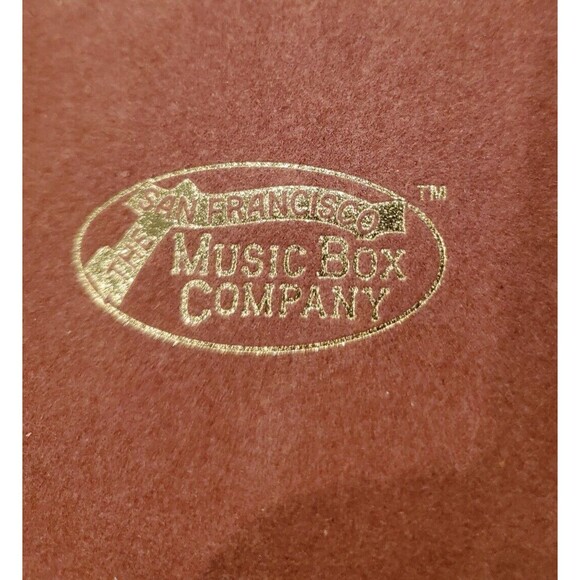 THE
SAN FRANCISCO
MUSIC BOX
COMPANY
TM